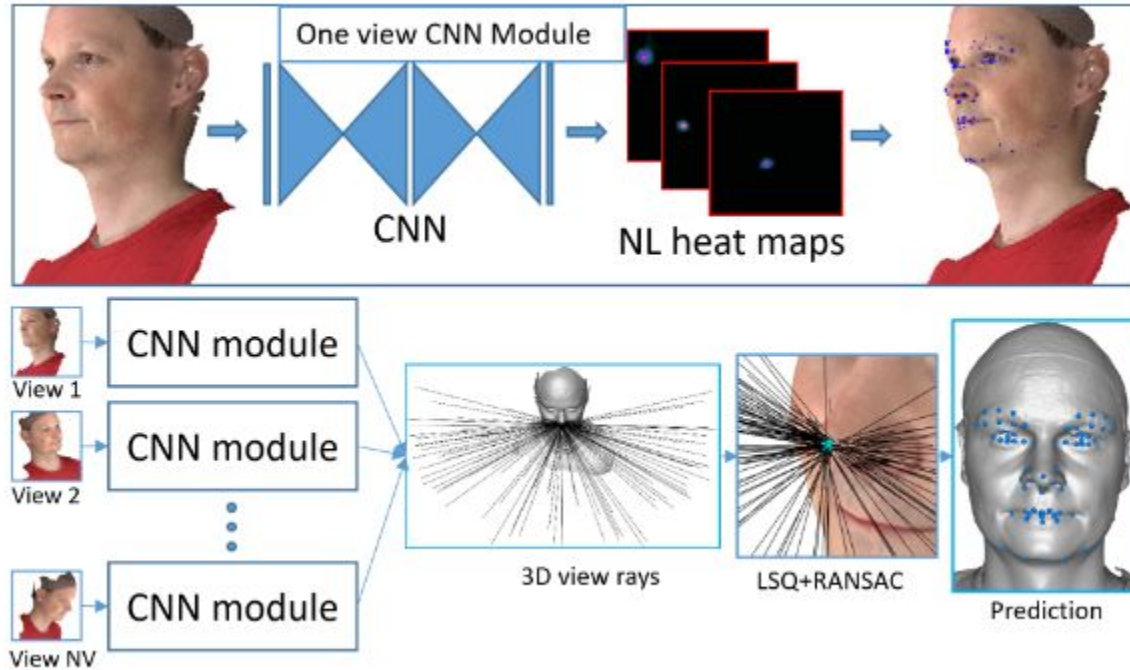 One view CNN Module
CNN
NL heat maps
View 1
CNN module
View 2
CNN module
View NV
CNN module
3D view rays
LSQ+RANSAC
Prediction